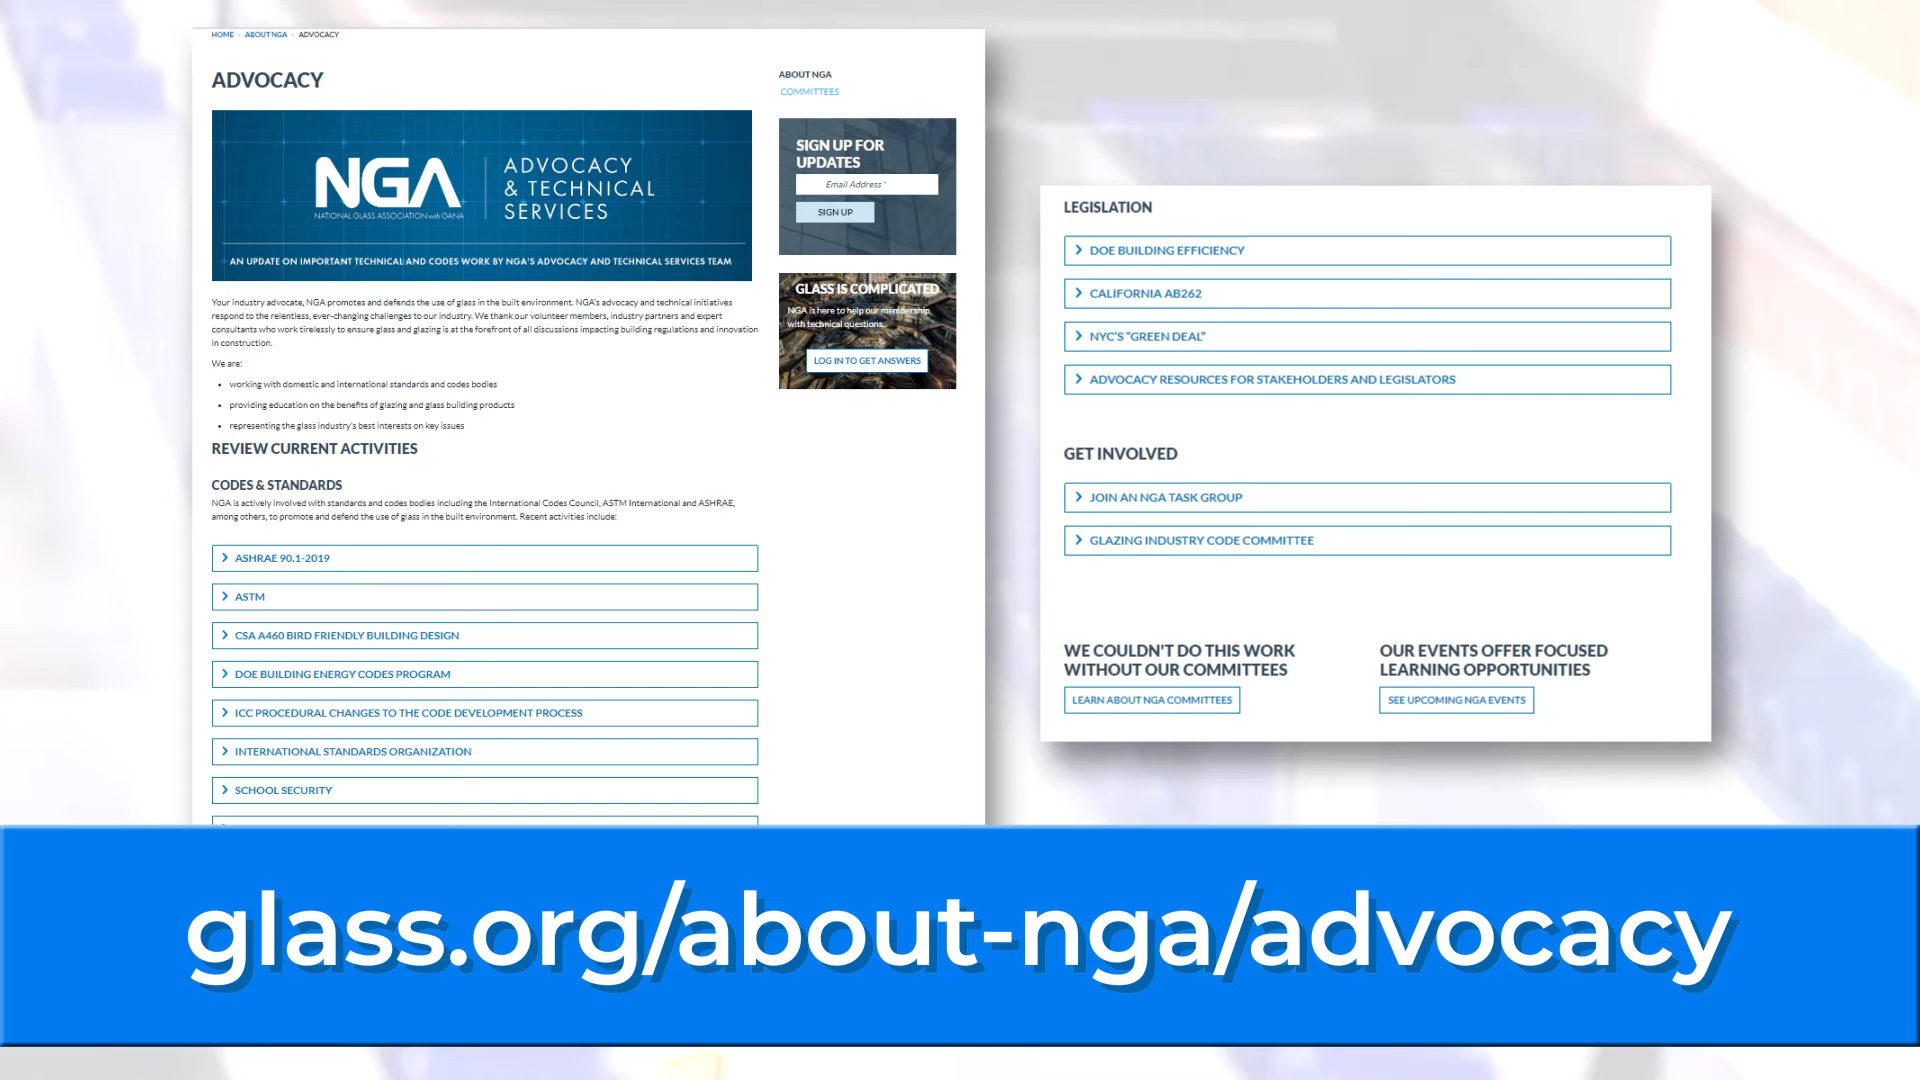 HOME › ABOUT NGA › ADVOCACY
ADVOCACY
NGA
NATIONAL GLASS ASSOCIATION with GANA
ADVOCACY
& TECHNICAL
SERVICES
AN UPDATE ON IMPORTANT TECHNICAL AND CODES WORK BY NGA'S ADVOCACY AND TECHNICAL SERVICES TEAM
Your industry advocate, NGA promotes and defends the use of glass in the built environment. NGA's advocacy and technical initiatives
respond to the relentless, ever-changing challenges to our industry. We thank our volunteer members, industry partners and expert
consultants who work tirelessly to ensure glass and glazing is at the forefront of all discussions impacting building regulations and innovation
in construction.
We are:
• working with domestic and international standards and codes bodies
• providing education on the benefits of glazing and glass building products
• representing the glass industry's best interests on key issues
REVIEW CURRENT ACTIVITIES
CODES & STANDARDS
NGA is actively involved with standards and codes bodies including the International Codes Council, ASTM International and ASHRAE,
among others, to promote and defend the use of glass in the built environment. Recent activities include:
ASHRAE 90.1-2019
ASTM
CSA A460 BIRD FRIENDLY BUILDING DESIGN
DOE BUILDING ENERGY CODES PROGRAM
ICC PROCEDURAL CHANGES TO THE CODE DEVELOPMENT PROCESS
INTERNATIONAL STANDARDS ORGANIZATION
SCHOOL SECURITY
ABOUT NGA
COMMITTEES
SIGN UP FOR
UPDATES
Email Address *
SIGN UP
GLASS IS COMPLICATED
NGA is here to help our membership
with technical questions.
LOG IN TO GET ANSWERS
LEGISLATION
DOE BUILDING EFFICIENCY
CALIFORNIA AB262
NYC'S “GREEN DEAL”
ADVOCACY RESOURCES FOR STAKEHOLDERS AND LEGISLATORS
GET INVOLVED
JOIN AN NGA TASK GROUP
GLAZING INDUSTRY CODE COMMITTEE
WE COULDN'T DO THIS WORK
WITHOUT OUR COMMITTEES
LEARN ABOUT NGA COMMITTEES
OUR EVENTS OFFER FOCUSED
LEARNING OPPORTUNITIES
SEE UPCOMING NGA EVENTS
glass.org/about-nga/advocacy